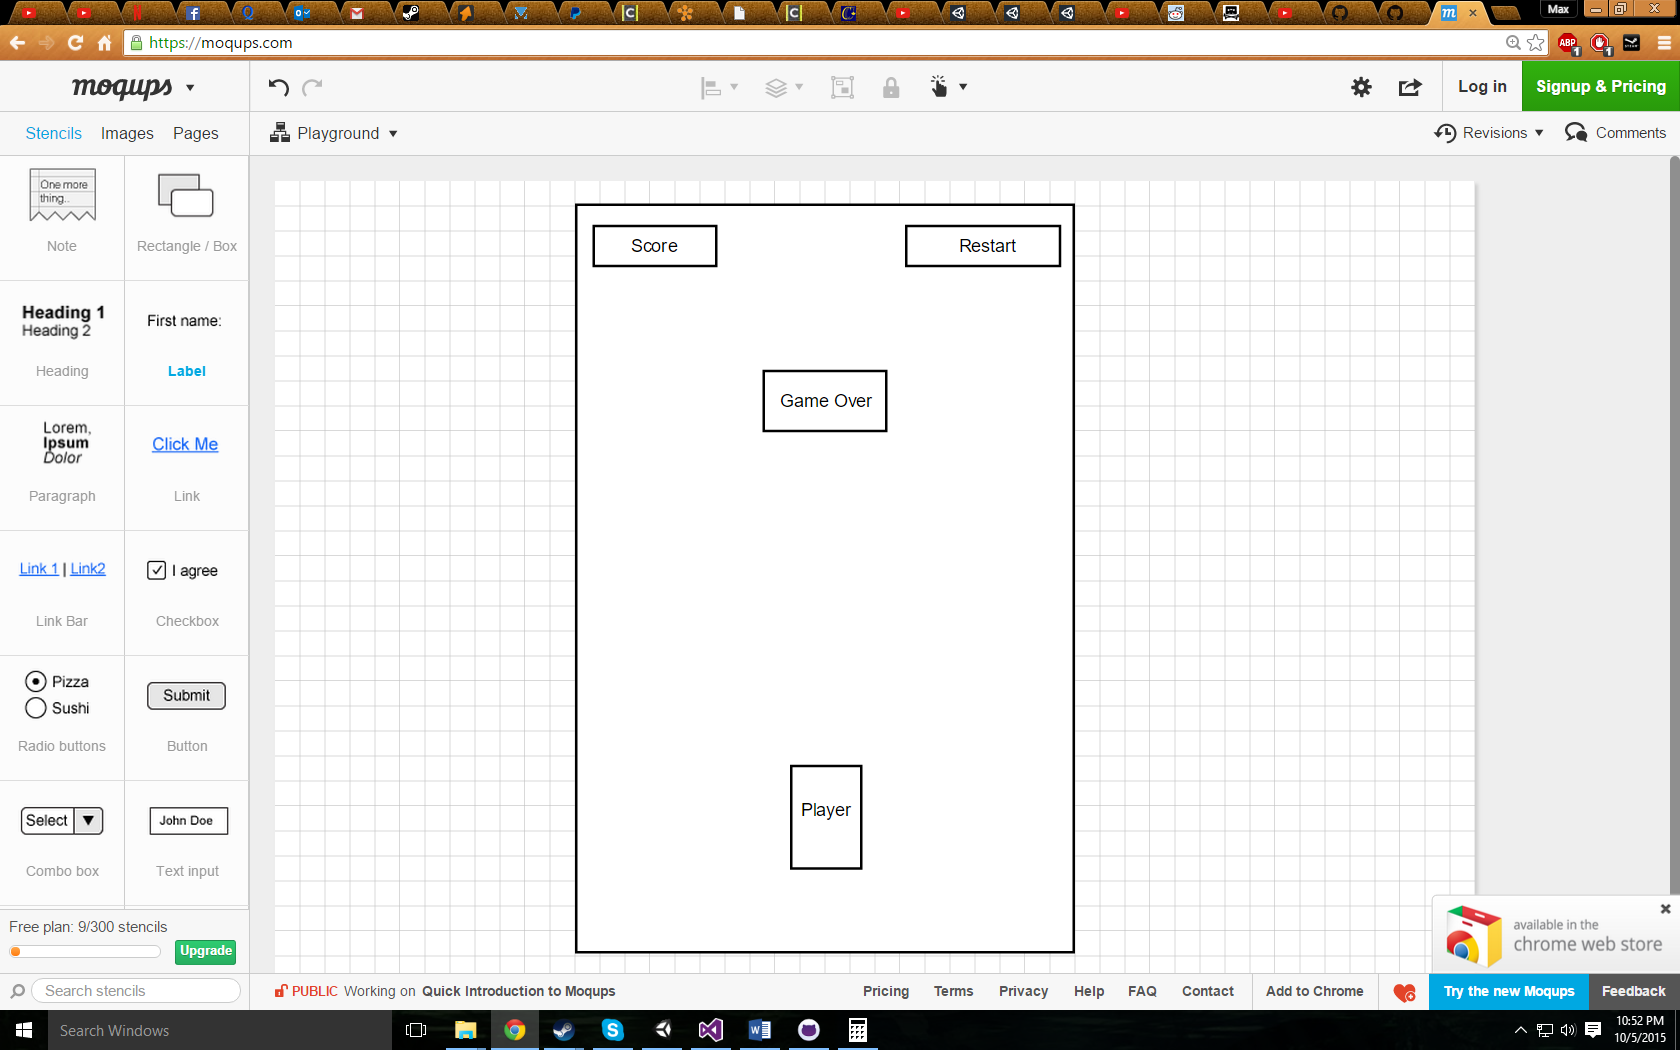 Max
https://moqups.com
ABP 1 1
moqups
Log in
Signup & Pricing
Stencils Images Pages
Playground
Revisions
Comments
One more
thing..
Note
Rectangle / Box
Heading 1
Heading 2
Heading
First name:
Label
Lorem,
Ipsum
Dolor
Paragraph
Click Me
Link
Link 1 | Link2
Link Bar
I agree
Checkbox
Pizza
Sushi
Radio buttons
Submit
Button
Select
Combo box
John Doe
Text input
Score
Restart
Game Over
Player
Free plan: 9/300 stencils
Upgrade
Search stencils
available in the
chrome web store
PUBLIC Working on Quick Introduction to Moqups
Pricing Terms Privacy Help FAQ Contact Add to Chrome
Try the new Moqups
Feedback
Search Windows
10:52 PM
10/5/2015